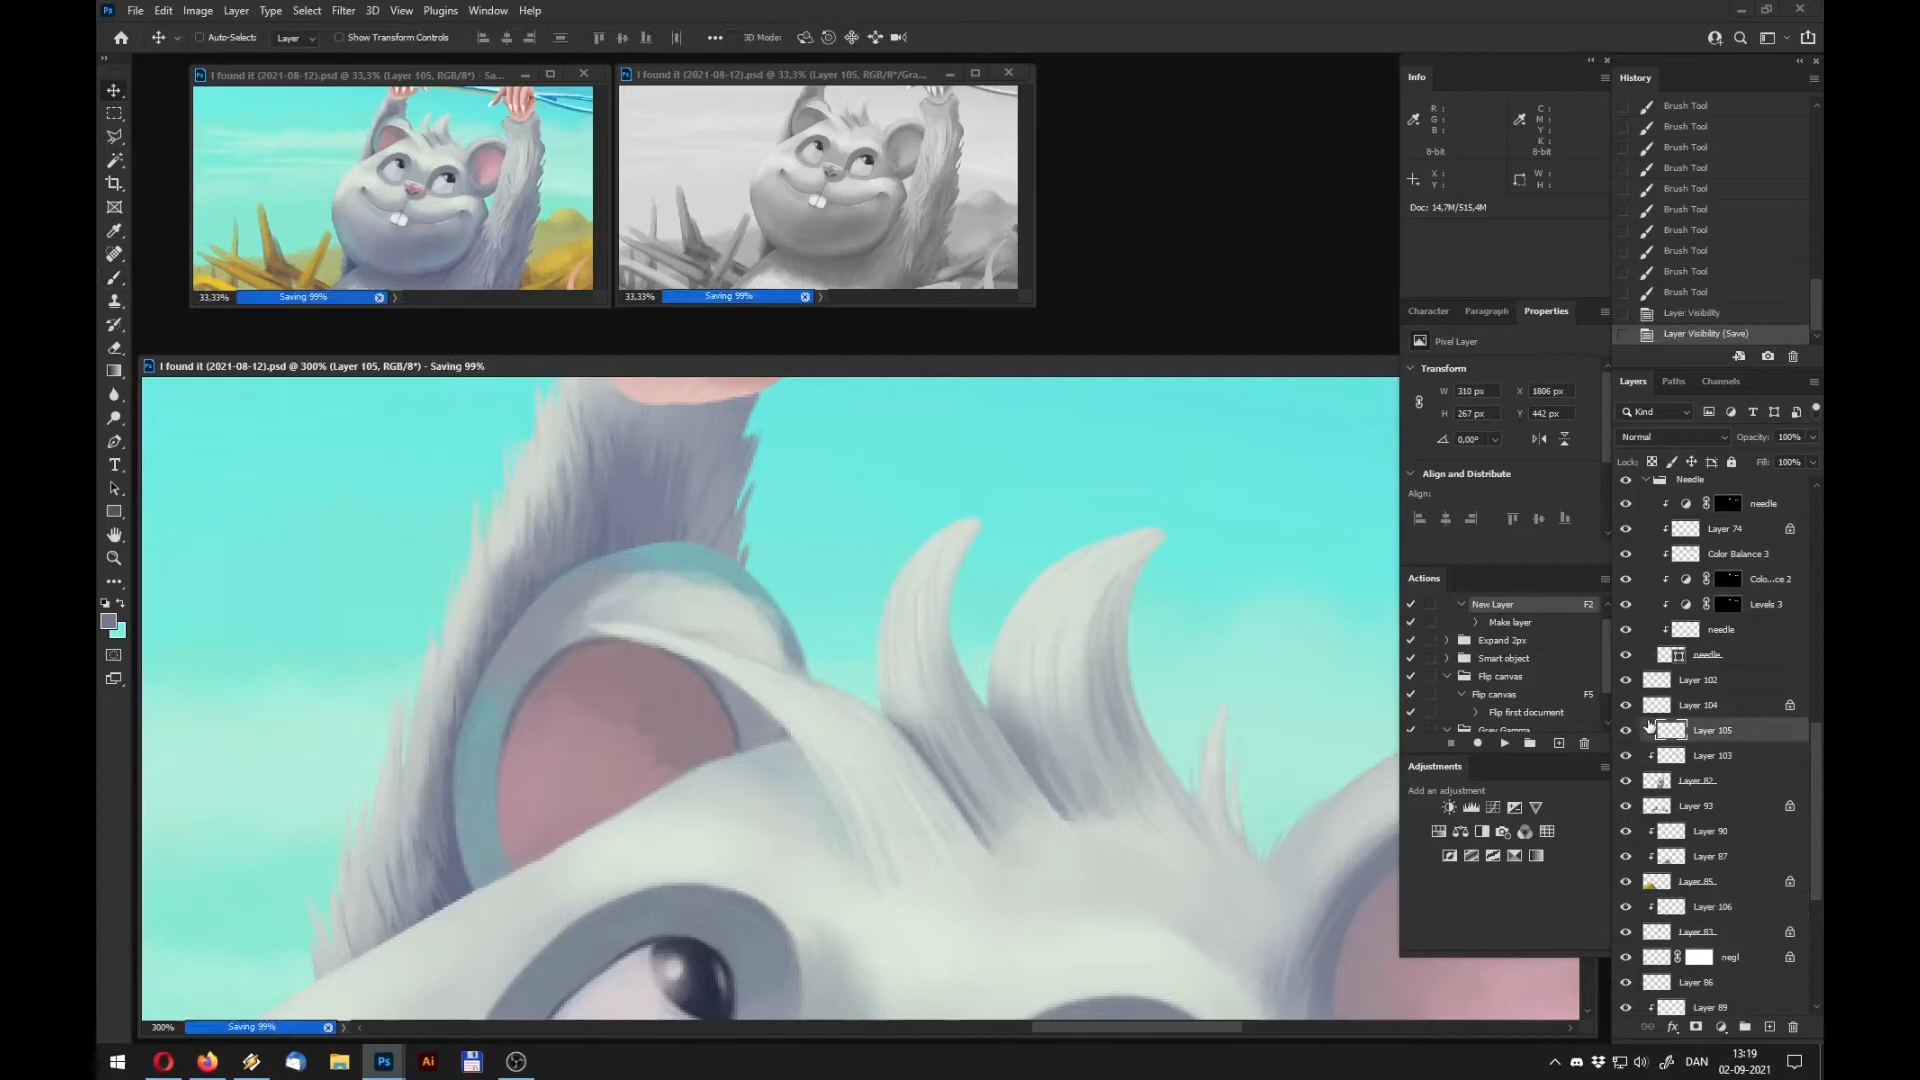 Ps File Edit Image Layer Type Select Filter 3D View Plugins Window Help
Auto-Select: Layer Show Transform Controls 3D Mode:
I found it (2021-08-12).psd @ 33,3% (Layer 105, RGB/8*) - Sa...
I found it (2021-08-12).psd @ 33,3% (Layer 105, RGB/8*/Gra...
33,33% Saving 99%
33,33% Saving 99%
I found it (2021-08-12).psd @ 300% (Layer 105, RGB/8*) - Saving 99%
300% Saving 99%
Info
R :
G :
B :
8-bit
C :
M :
Y :
K :
8-bit
X :
Y :
W :
H :
Doc: 14,7M/515,4M
Character Paragraph Properties
Pixel Layer
Transform
W 310 px X 1806 px
H 267 px Y 442 px
0,00°
Align and Distribute
Align:
Actions
New Layer F2
Make layer
Expand 2px
Smart object
Flip canvas
Flip canvas F5
Flip first document
Grey Gamma
Adjustments
Add an adjustment
History
Brush Tool
Brush Tool
Brush Tool
Brush Tool
Brush Tool
Brush Tool
Brush Tool
Brush Tool
Brush Tool
Brush Tool
Layer Visibility
Layer Visibility (Save)
Layers Paths Channels
Kind
Normal Opacity: 100%
Lock: Fill: 100%
Needle
needle
Layer 74
Color Balance 3
Colo...ce 2
Levels 3
needle
needle
Layer 102
Layer 104
Layer 105
Layer 103
Layer 82
Layer 93
Layer 90
Layer 87
Layer 85
Layer 106
Layer 83
negl
Layer 86
Layer 89
Ps Ai
DAN
13:19
02-09-2021